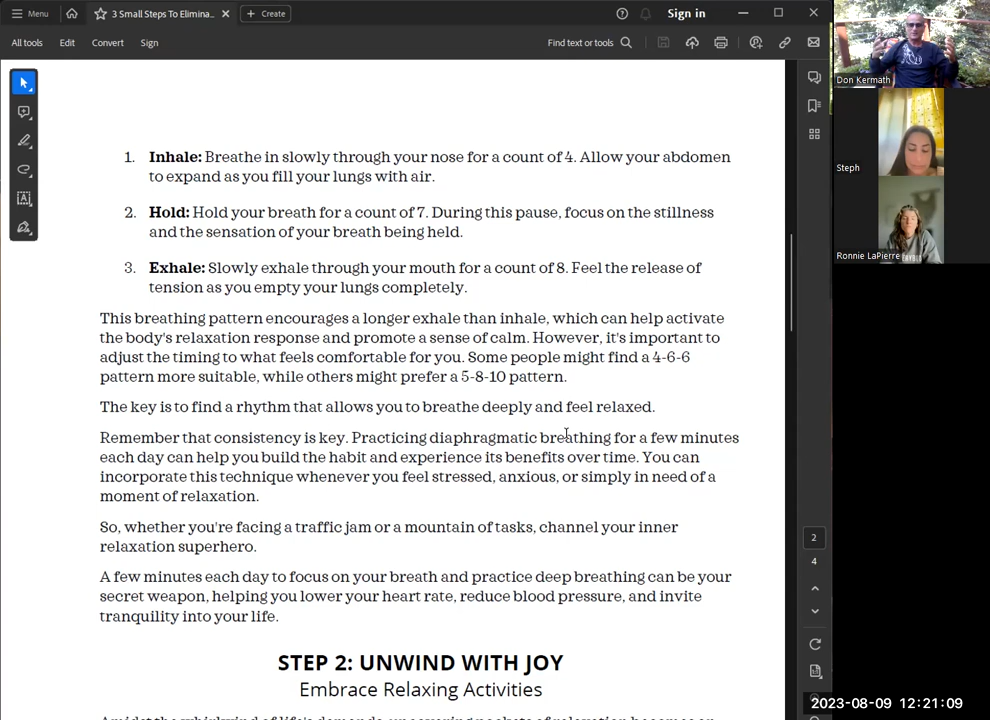 Menu
3 Small Steps To Elimina...
Create
Sign in
All tools
Edit
Convert
Sign
Find text or tools
Don Kermath
Steph
Ronnie LaPierre
1. Inhale: Breathe in slowly through your nose for a count of 4. Allow your abdomen
to expand as you fill your lungs with air.
2. Hold: Hold your breath for a count of 7. During this pause, focus on the stillness
and the sensation of your breath being held.
3. Exhale: Slowly exhale through your mouth for a count of 8. Feel the release of
tension as you empty your lungs completely.
This breathing pattern encourages a longer exhale than inhale, which can help activate
the body's relaxation response and promote a sense of calm. However, it's important to
adjust the timing to what feels comfortable for you. Some people might find a 4-6-6
pattern more suitable, while others might prefer a 5-8-10 pattern.
The key is to find a rhythm that allows you to breathe deeply and feel relaxed.
Remember that consistency is key. Practicing diaphragmatic breathing for a few minutes
each day can help you build the habit and experience its benefits over time. You can
incorporate this technique whenever you feel stressed, anxious, or simply in need of a
moment of relaxation.
So, whether you're facing a traffic jam or a mountain of tasks, channel your inner
relaxation superhero.
A few minutes each day to focus on your breath and practice deep breathing can be your
secret weapon, helping you lower your heart rate, reduce blood pressure, and invite
tranquility into your life.
STEP 2: UNWIND WITH JOY
Embrace Relaxing Activities
2
4
2023-08-09 12:21:09